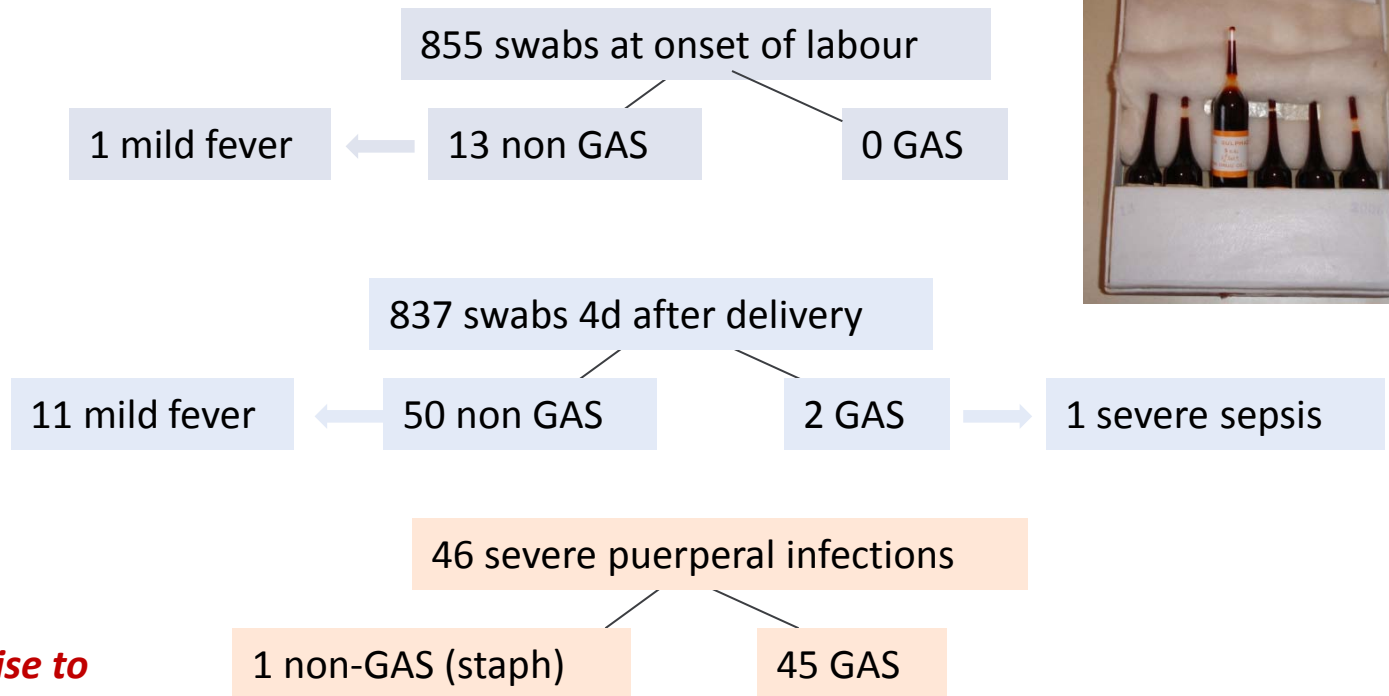 855 swabs at onset of labour
1 mild fever
13 non GAS
0 GAS
837 swabs 4d after delivery
11 mild fever
50 non GAS
2 GAS
1 severe sepsis
46 severe puerperal infections
ise to
1 non-GAS (staph)
45 GAS